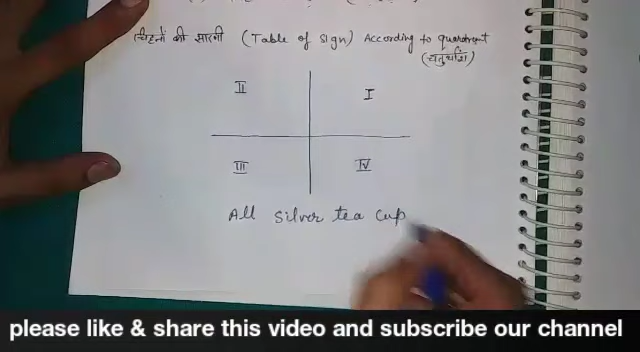 चिह्नों की सारणी (Table of Sign) According to quadrent
(चतुर्थांश)
II I
III IV
All Silver tea cup
please like & share this video and subscribe our channel